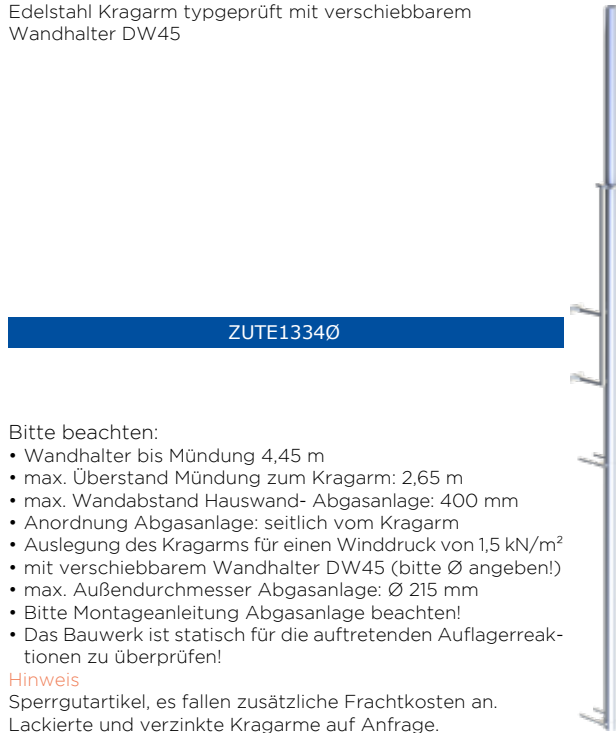 Edelstahl Kragarm typgeprüft mit verschiebbarem
Wandhalter DW45
ZUTE1334Ø
Bitte beachten:
• Wandhalter bis Mündung 4,45 m
• max. Überstand Mündung zum Kragarm: 2,65 m
• max. Wandabstand Hauswand- Abgasanlage: 400 mm
• Anordnung Abgasanlage: seitlich vom Kragarm
• Auslegung des Kragarms für einen Winddruck von 1,5 kN/m²
• mit verschiebbarem Wandhalter DW45 (bitte Ø angeben!)
• max. Außendurchmesser Abgasanlage: Ø 215 mm
• Bitte Montageanleitung Abgasanlage beachten!
• Das Bauwerk ist statisch für die auftretenden Auflagerreak-
tionen zu überprüfen!
Hinweis
Sperrgutartikel, es fallen zusätzliche Frachtkosten an.
Lackierte und verzinkte Kragarme auf Anfrage.